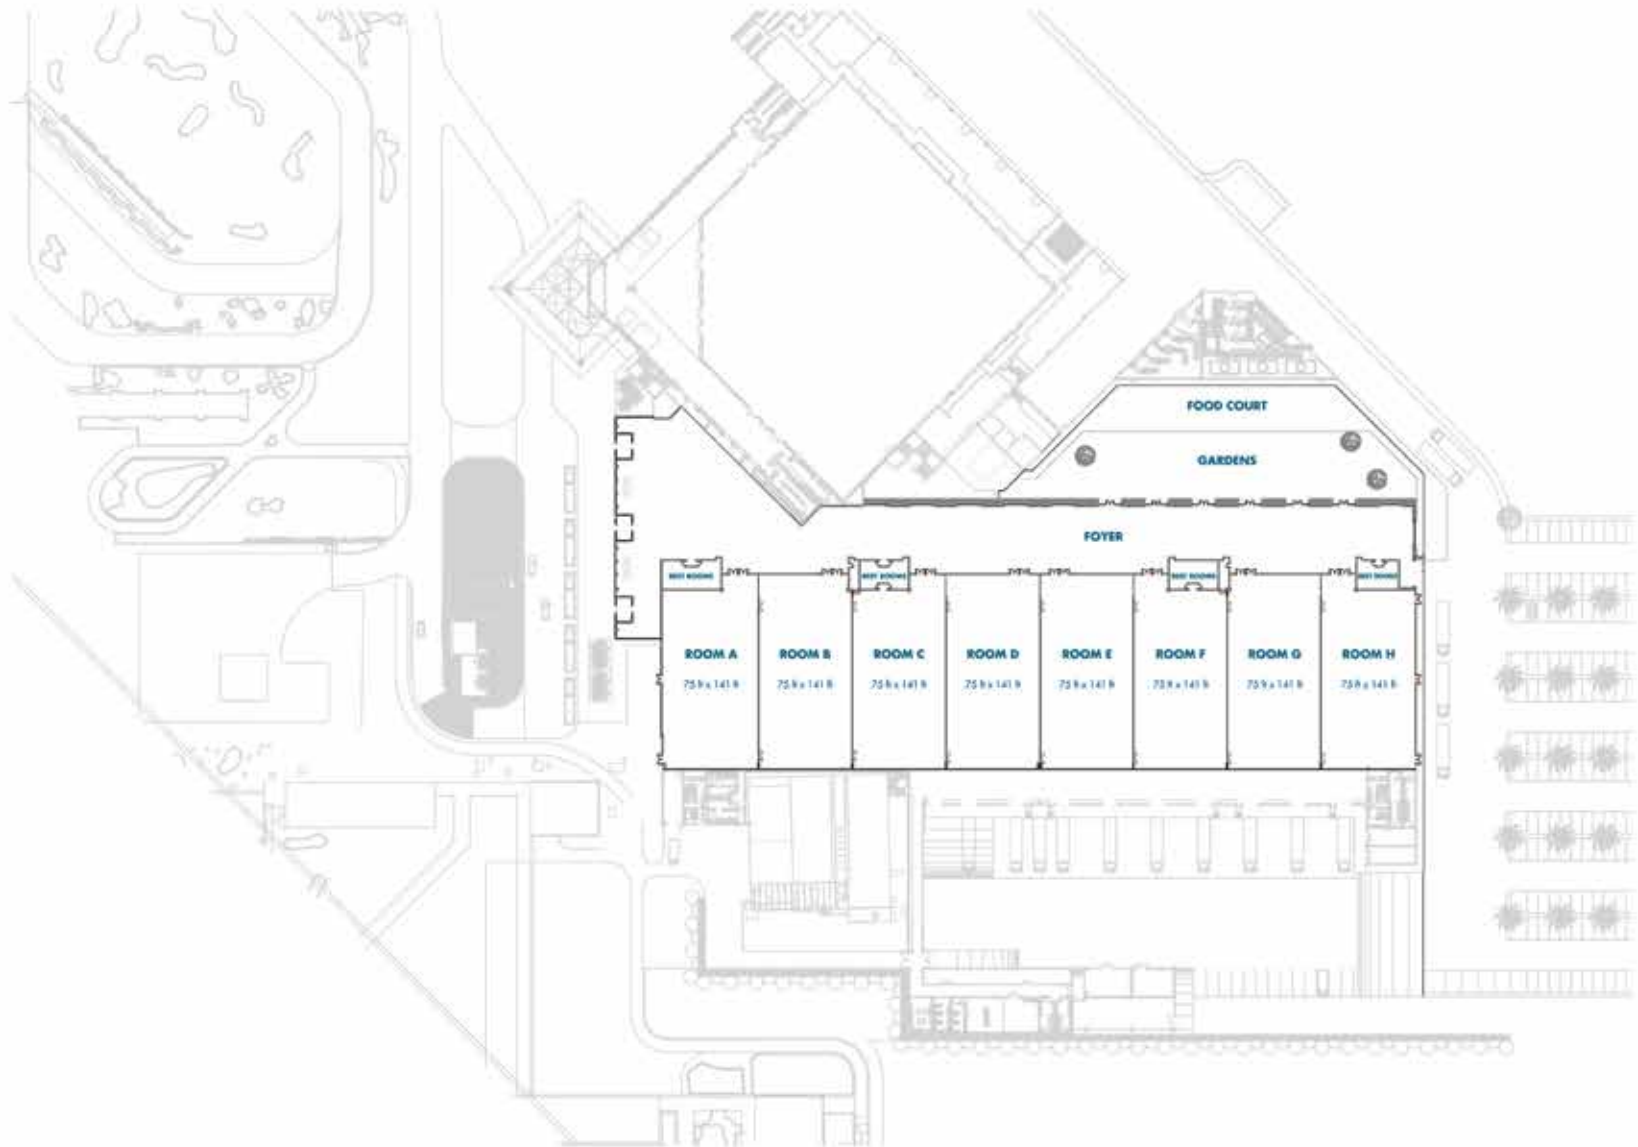 FOOD COURT
GARDENS
FOYER
REST ROOMS
REST ROOMS
REST ROOMS
REST ROOMS
ROOM A
75 ft x 141 ft
ROOM B
75 ft x 141 ft
ROOM C
75 ft x 141 ft
ROOM D
75 ft x 141 ft
ROOM E
75 ft x 141 ft
ROOM F
75 ft x 141 ft
ROOM G
75 ft x 141 ft
ROOM H
75 ft x 141 ft